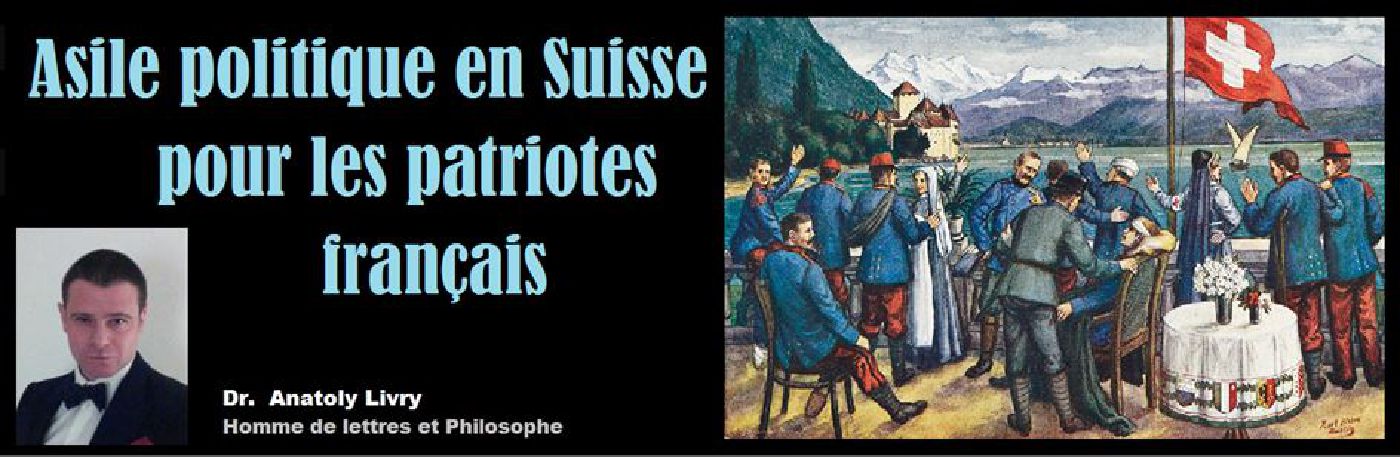 Asile politique en Suisse
pour les patriotes
français
Dr. Anatoly Livry
Homme de lettres et Philosophe